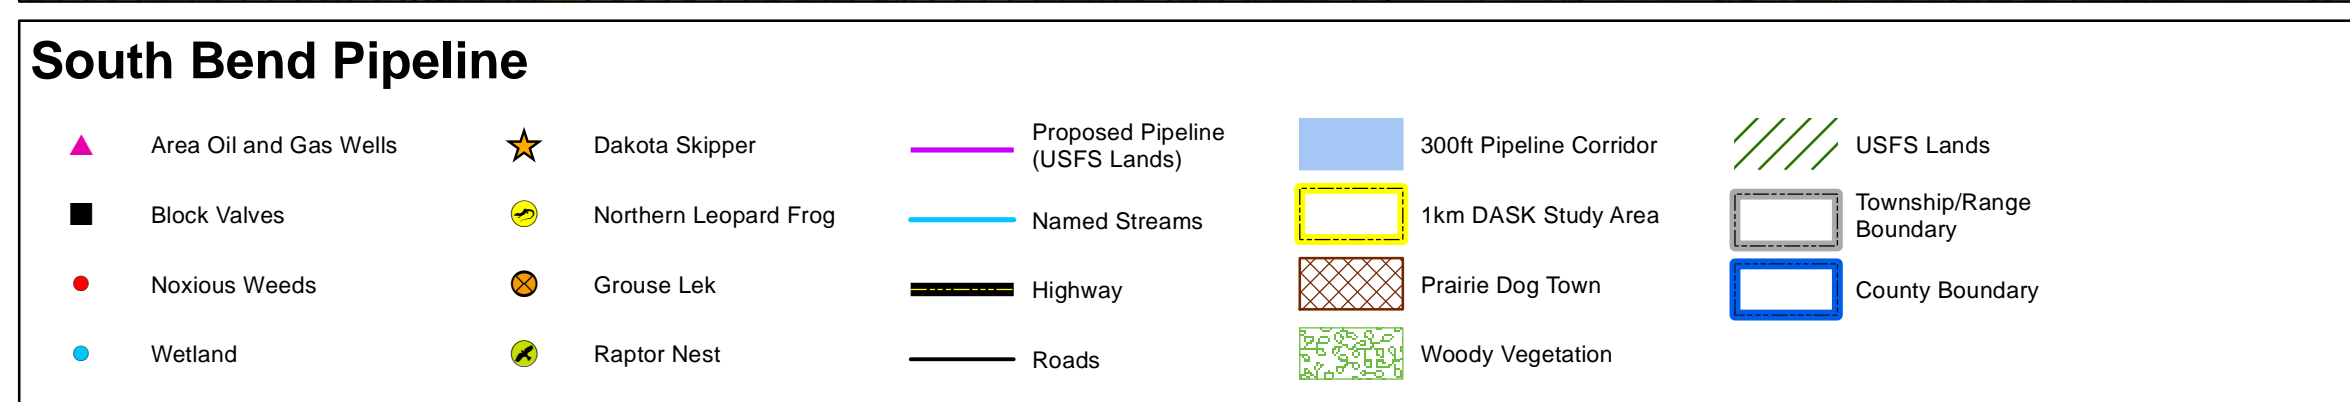 South Bend Pipeline
Area Oil and Gas Wells
Block Valves
Noxious Weeds
Wetland
Dakota Skipper
Northern Leopard Frog
Grouse Lek
Raptor Nest
Proposed Pipeline
(USFS Lands)
Named Streams
Highway
Roads
300ft Pipeline Corridor
1km DASK Study Area
Prairie Dog Town
Woody Vegetation
USFS Lands
Township/Range
Boundary
County Boundary